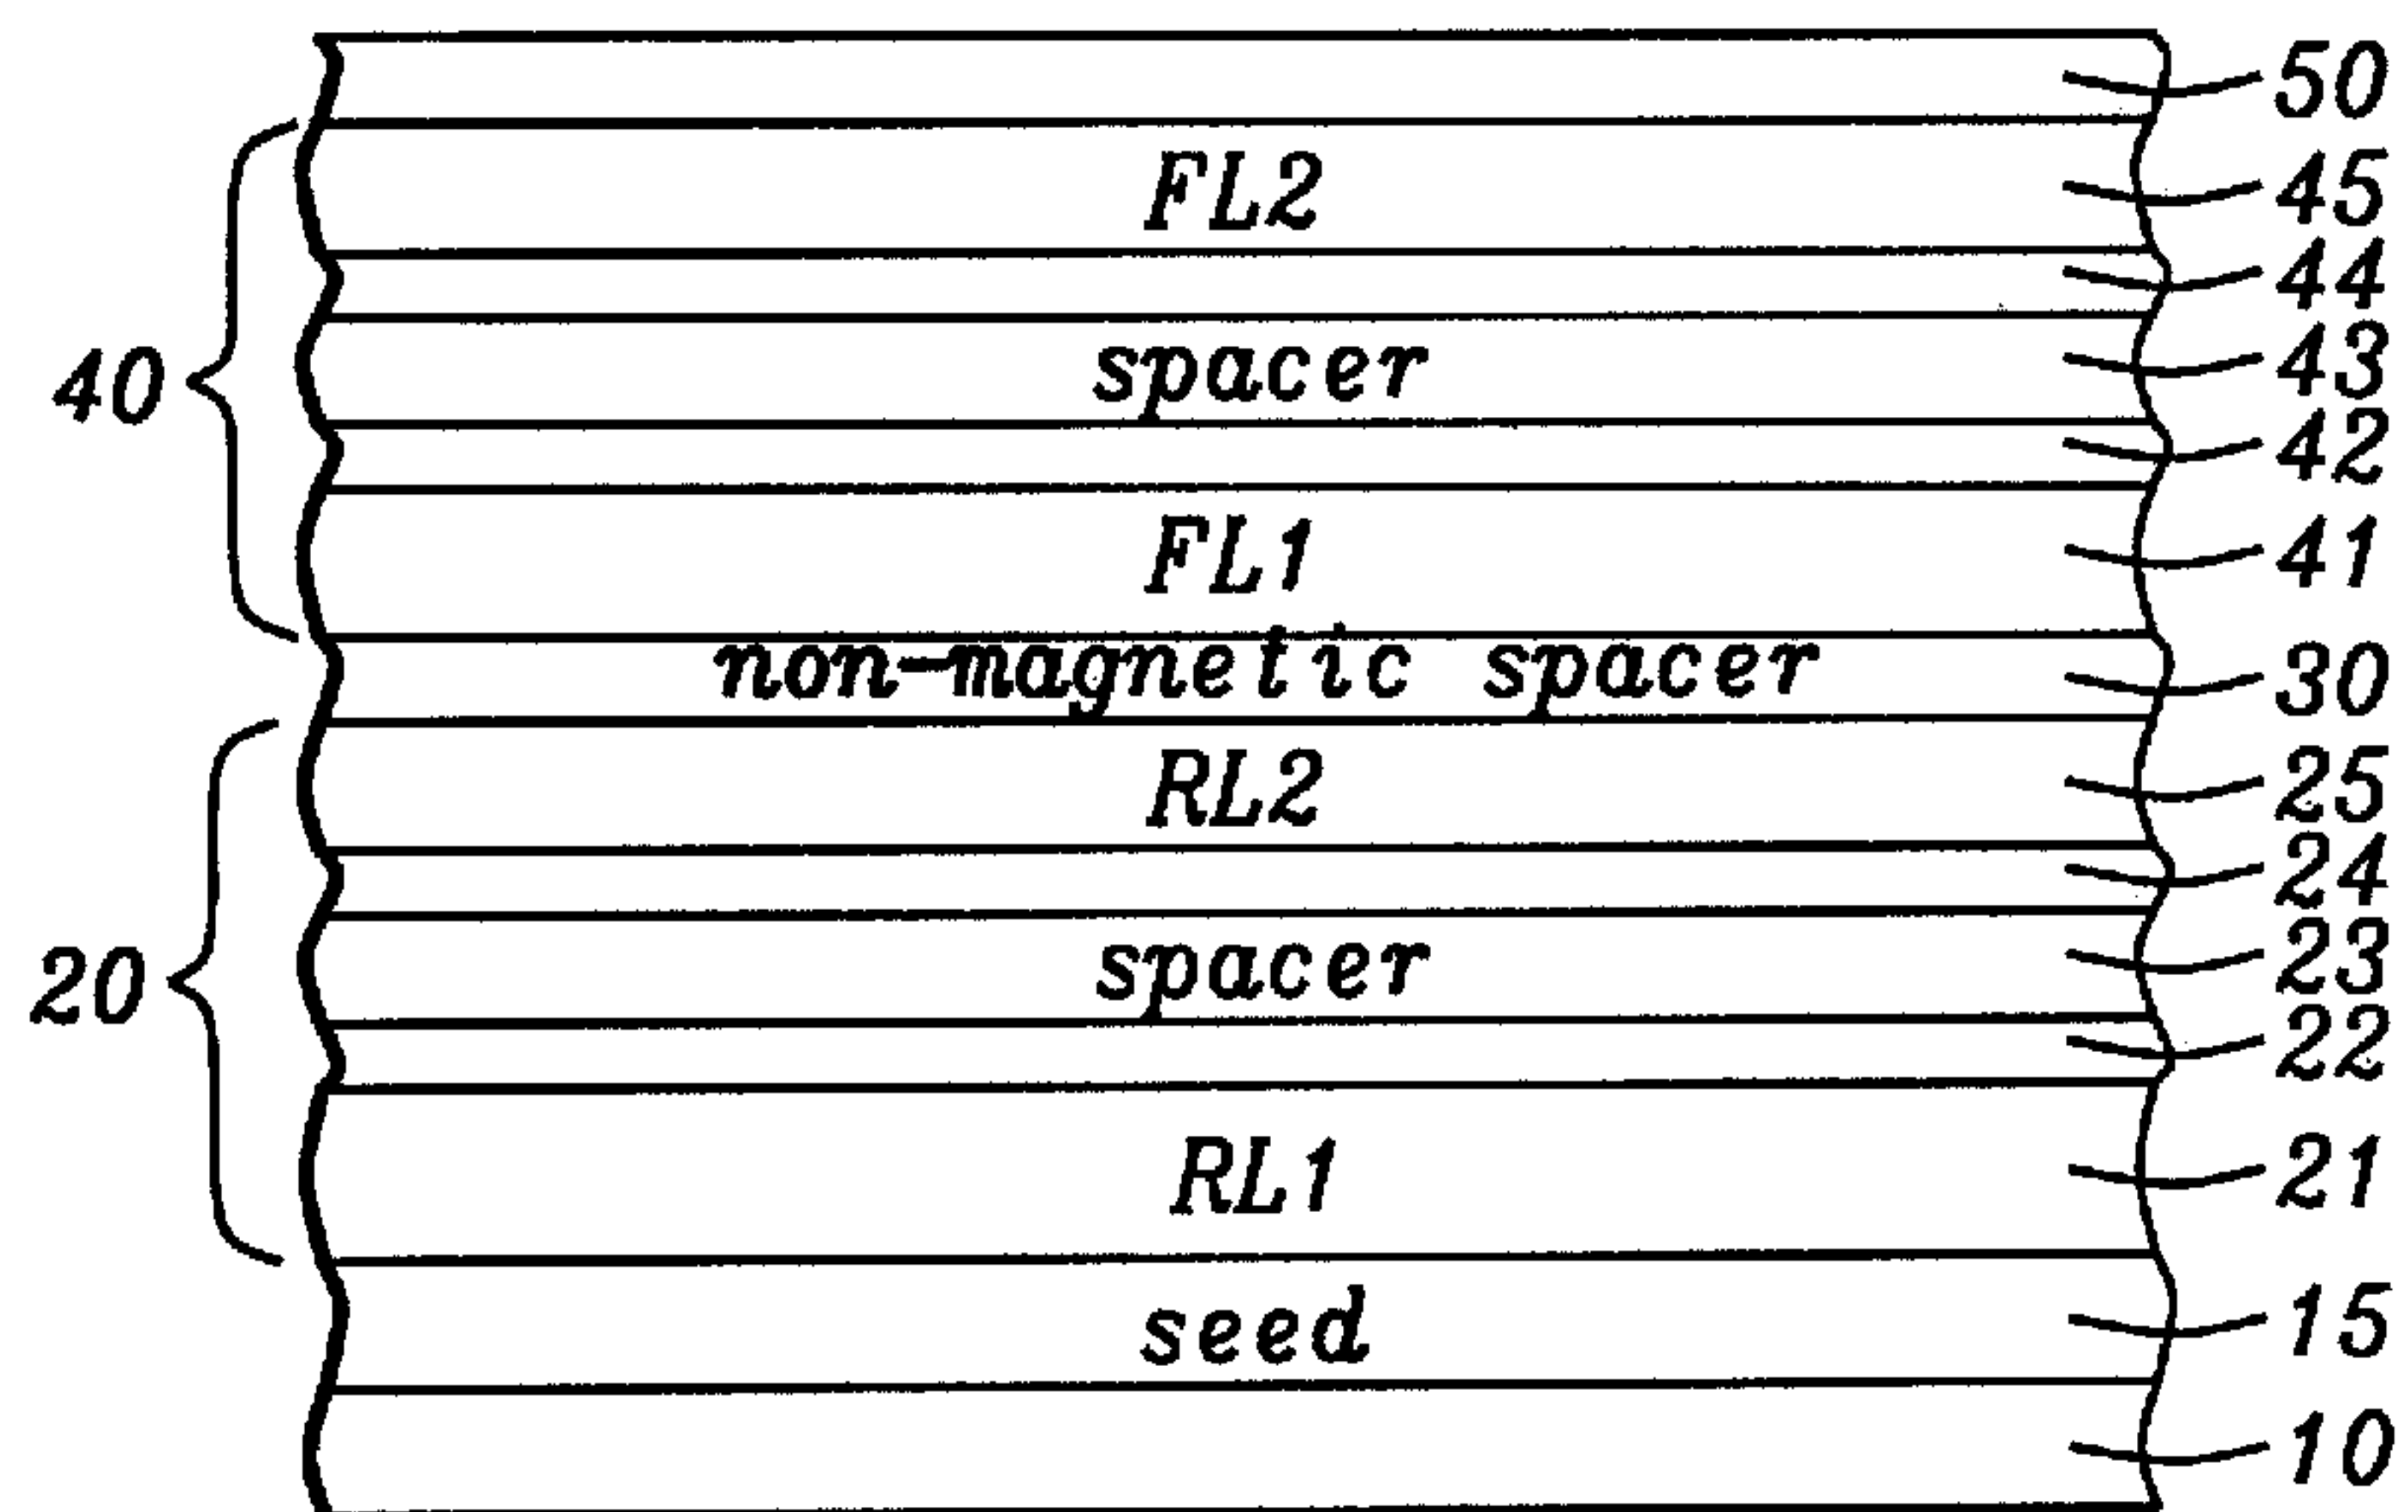 50
FL2 45
44
40 spacer 43
42
FL1 41
non-magnetic spacer 30
RL2 25
24
20 spacer 23
22
RL1 21
seed 15
10